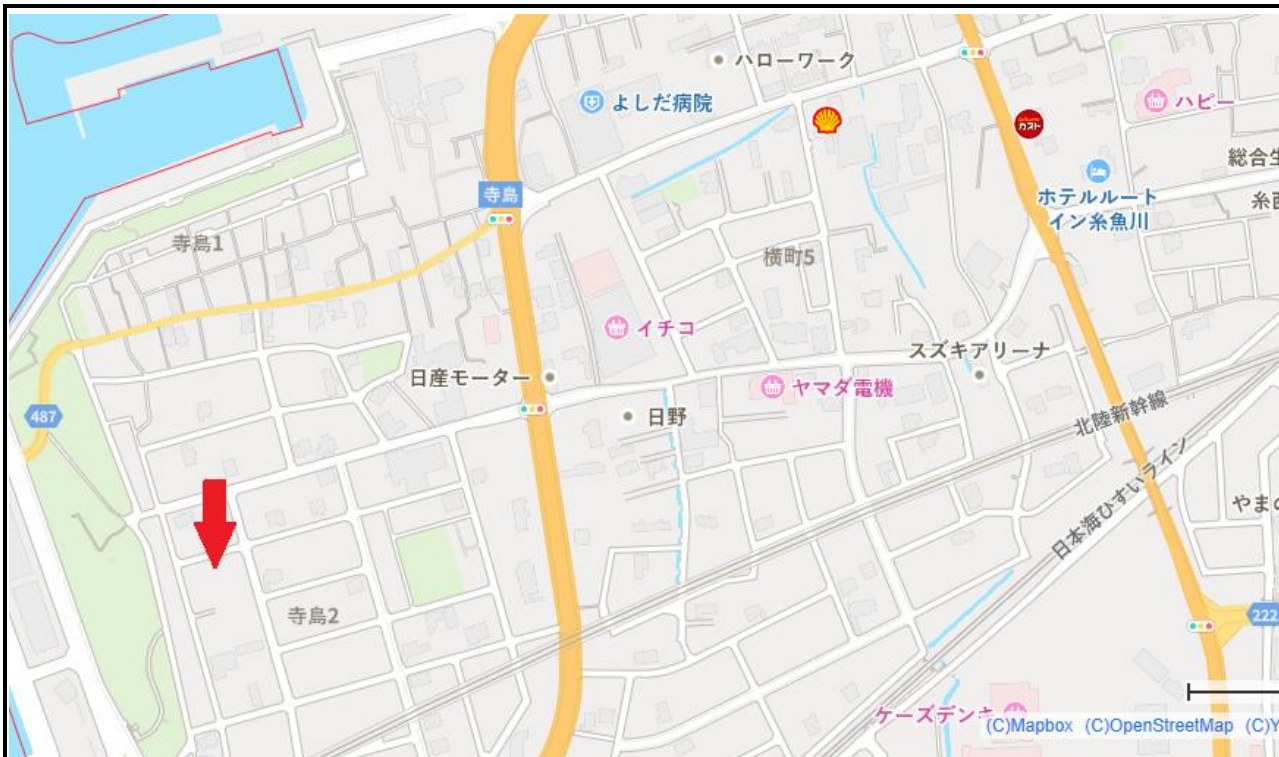 ハローワーク
よしだ病院
ハピー
カスト
総合生
寺島
ホテルルート
イン糸魚川
寺島1
横町5
イチコ
スズキアリーナ
日産モーター
ヤマダ電機
487
日野
北陸新幹線
日本海ひすいライン
やまの
寺島2
222
ケーズデンキ
(C)Mapbox (C)OpenStreetMap (C)Y